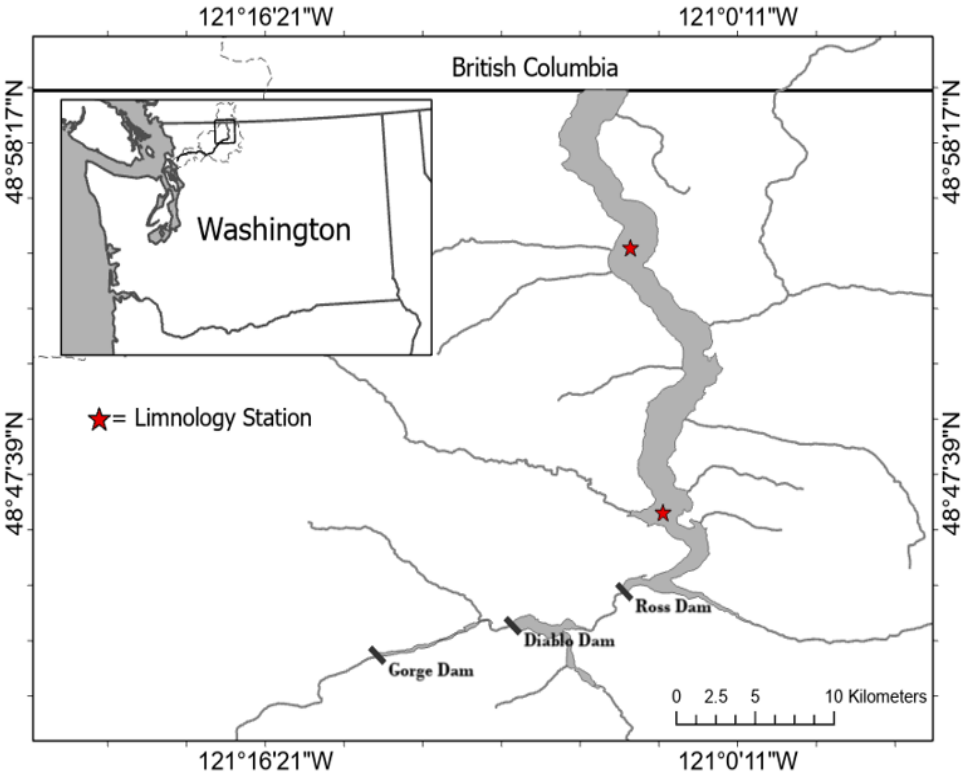 121°16'21"W
121°0'11"W
British Columbia
48°58'17"N
48°58'17"N
Washington
= Limnology Station
48°47'39"N
48°47'39"N
Ross Dam
Diablo Dam
Gorge Dam
0 2.5 5 10 Kilometers
121°16'21"W
121°0'11"W